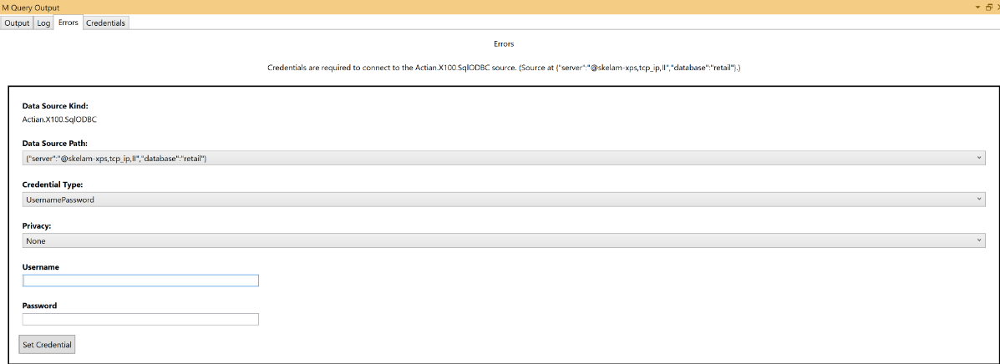 M Query Output
Output Log Errors Credentials
Errors
Credentials are required to connect to the Actian.X100.SqlODBC source. (Source at {"server":"@skelam-xps,tcp_ip,II","database":"retail"}.)
Data Source Kind:
Actian.X100.SqlODBC
Data Source Path:
{"server":"@skelam-xps,tcp_ip,II","database":"retail"}
Credential Type:
UsernamePassword
Privacy:
None
Username
Password
Set Credential